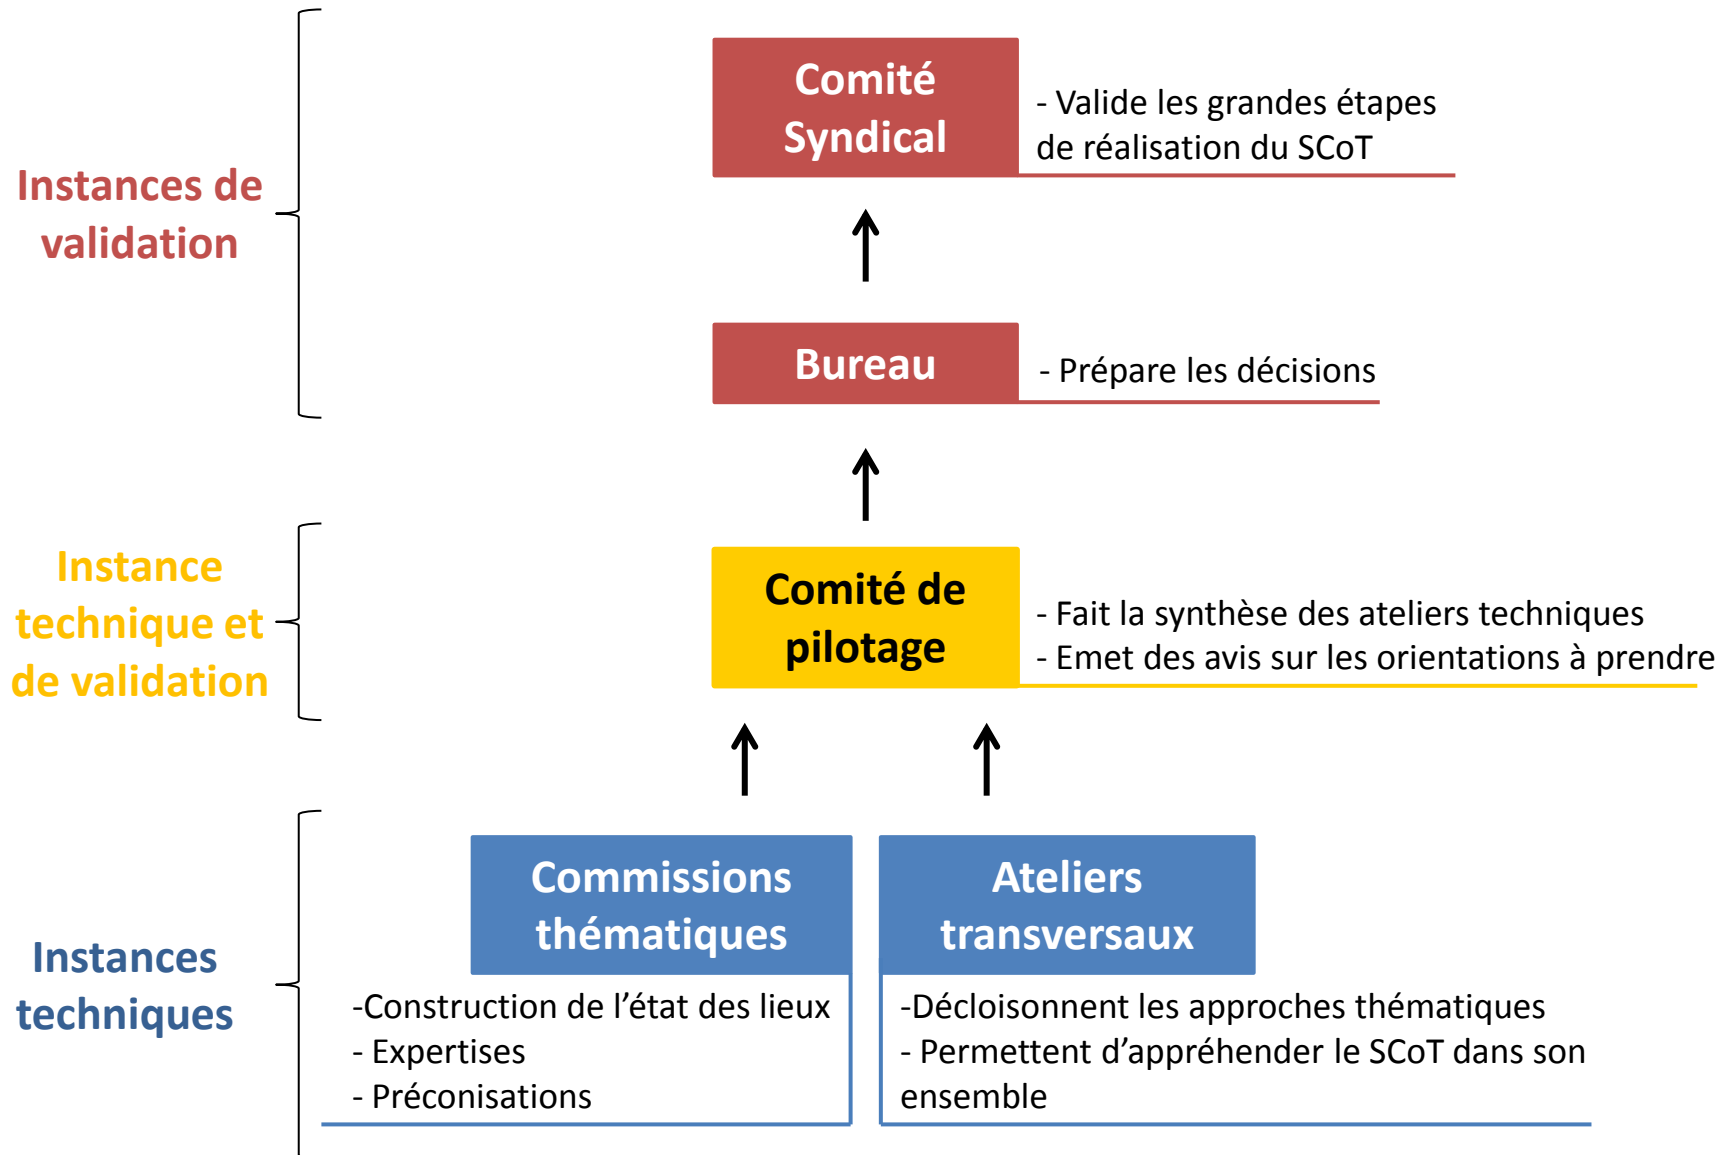 Comité
Syndical
- Valide les grandes étapes
de réalisation du SCoT
Instances de
validation
Bureau
- Prépare les décisions
Instance
technique et
de validation
Comité de
pilotage
- Fait la synthèse des ateliers techniques
- Emet des avis sur les orientations à prendre
Instances
techniques
Commissions
thématiques
-Construction de l’état des lieux
- Expertises
- Préconisations
Ateliers
transversaux
-Décloisonnent les approches thématiques
- Permettent d’appréhender le SCoT dans son
ensemble